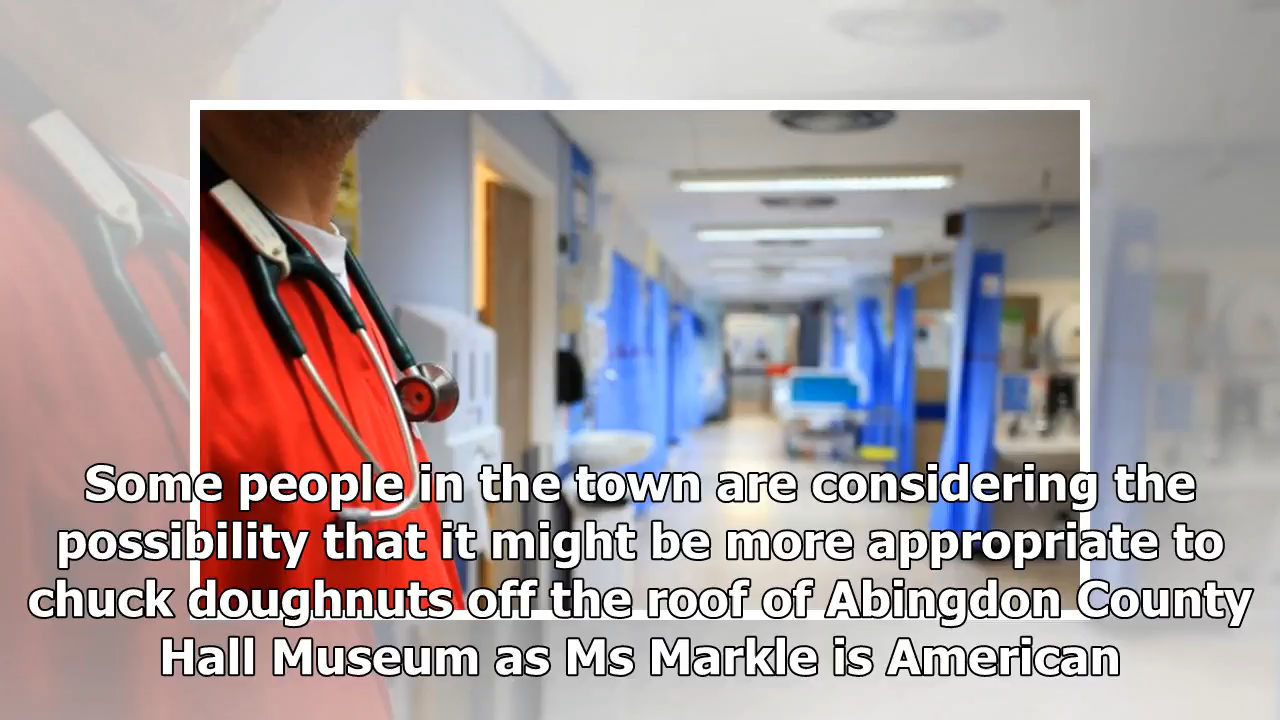 Some people in the town are considering the
possibility that it might be more appropriate to
chuck doughnuts off the roof of Abingdon County
Hall Museum as Ms Markle is American